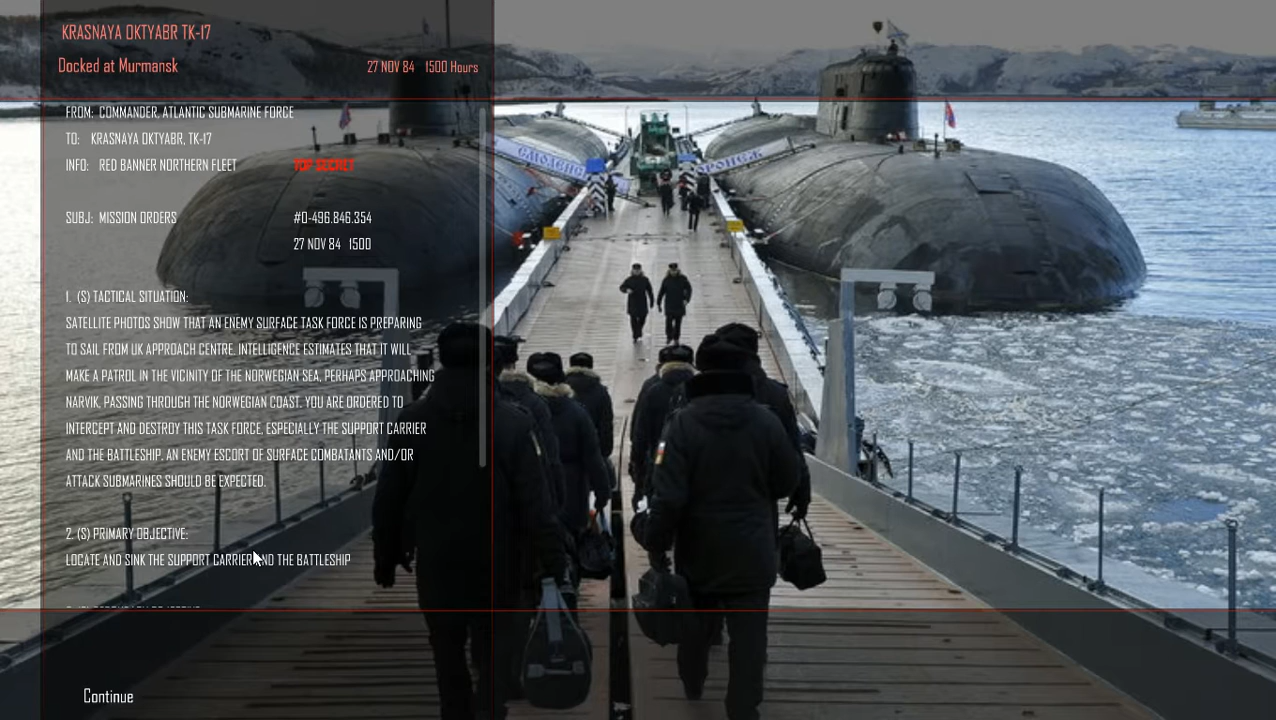 KRASNAYA OKTYABR TK-17
Docked at Murmansk 27 NOV 84 1500 Hours
FROM: COMMANDER, ATLANTIC SUBMARINE FORCE
TO: KRASNAYA OKTYABR, TK-17
INFO: RED BANNER NORTHERN FLEET TOP SECRET
SUBJ: MISSION ORDERS #O-496.846.354
27 NOV 84 1500
1. (S) TACTICAL SITUATION:
SATELLITE PHOTOS SHOW THAT AN ENEMY SURFACE TASK FORCE IS PREPARING
TO SAIL FROM UK APPROACH CENTRE. INTELLIGENCE ESTIMATES THAT IT WILL
MAKE A PATROL IN THE VICINITY OF THE NORWEGIAN SEA, PERHAPS APPROACHING
NARVIK, PASSING THROUGH THE NORWEGIAN COAST. YOU ARE ORDERED TO
INTERCEPT AND DESTROY THIS TASK FORCE, ESPECIALLY THE SUPPORT CARRIER
AND THE BATTLESHIP. AN ENEMY ESCORT OF SURFACE COMBATANTS AND/OR
ATTACK SUBMARINES SHOULD BE EXPECTED.
2. (S) PRIMARY OBJECTIVE:
LOCATE AND SINK THE SUPPORT CARRIER AND THE BATTLESHIP
Continue
СМОЛЕНСК